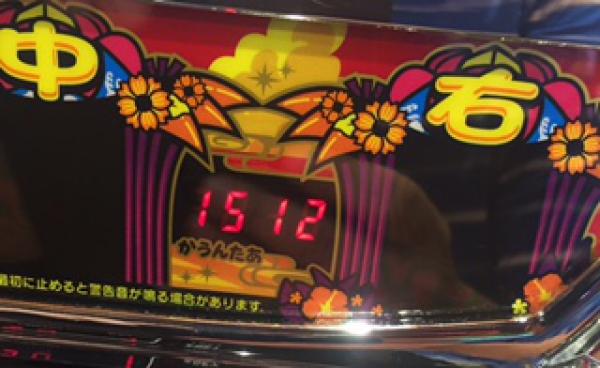 中
右
1512
かうんたあ
最初に止めると警告音が鳴る場合があります。